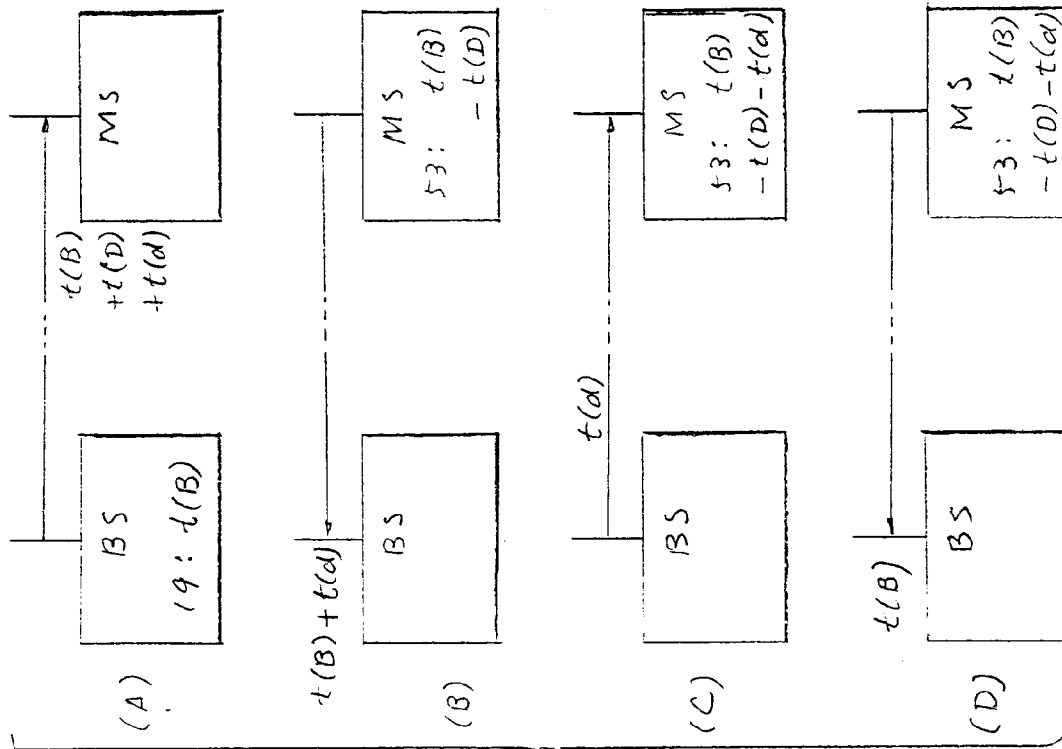 (A)
BS
19: t(B)
t(B)
+t(D)
+t(d)
MS
(B)
t(B)+t(d)
BS
MS
53: t(B)
-t(D)
(C)
BS
t(d)
MS
53: t(B)
-t(D)-t(d)
(D)
t(B)
BS
MS
53: t(B)
-t(D)-t(d)